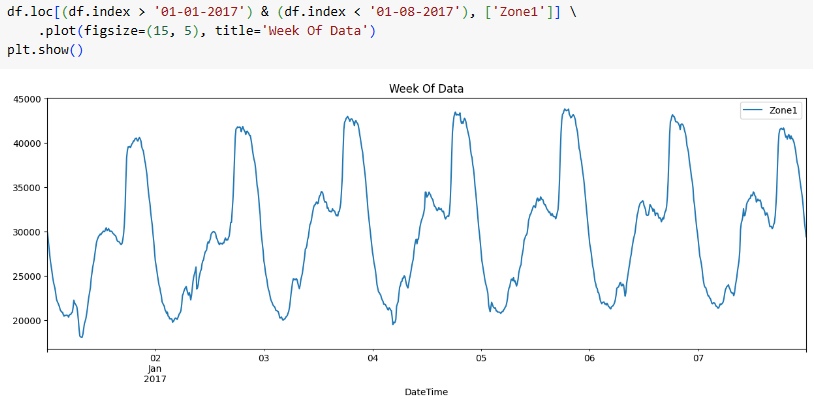 df.loc[(df.index > '01-01-2017') & (df.index < '01-08-2017'), ['Zone1']] \
    .plot(figsize=(15, 5), title='Week Of Data')
plt.show()
Week Of Data
45000
Zone1
40000
35000
30000
25000
20000
02 03 04 05 06 07
Jan
2017
DateTime